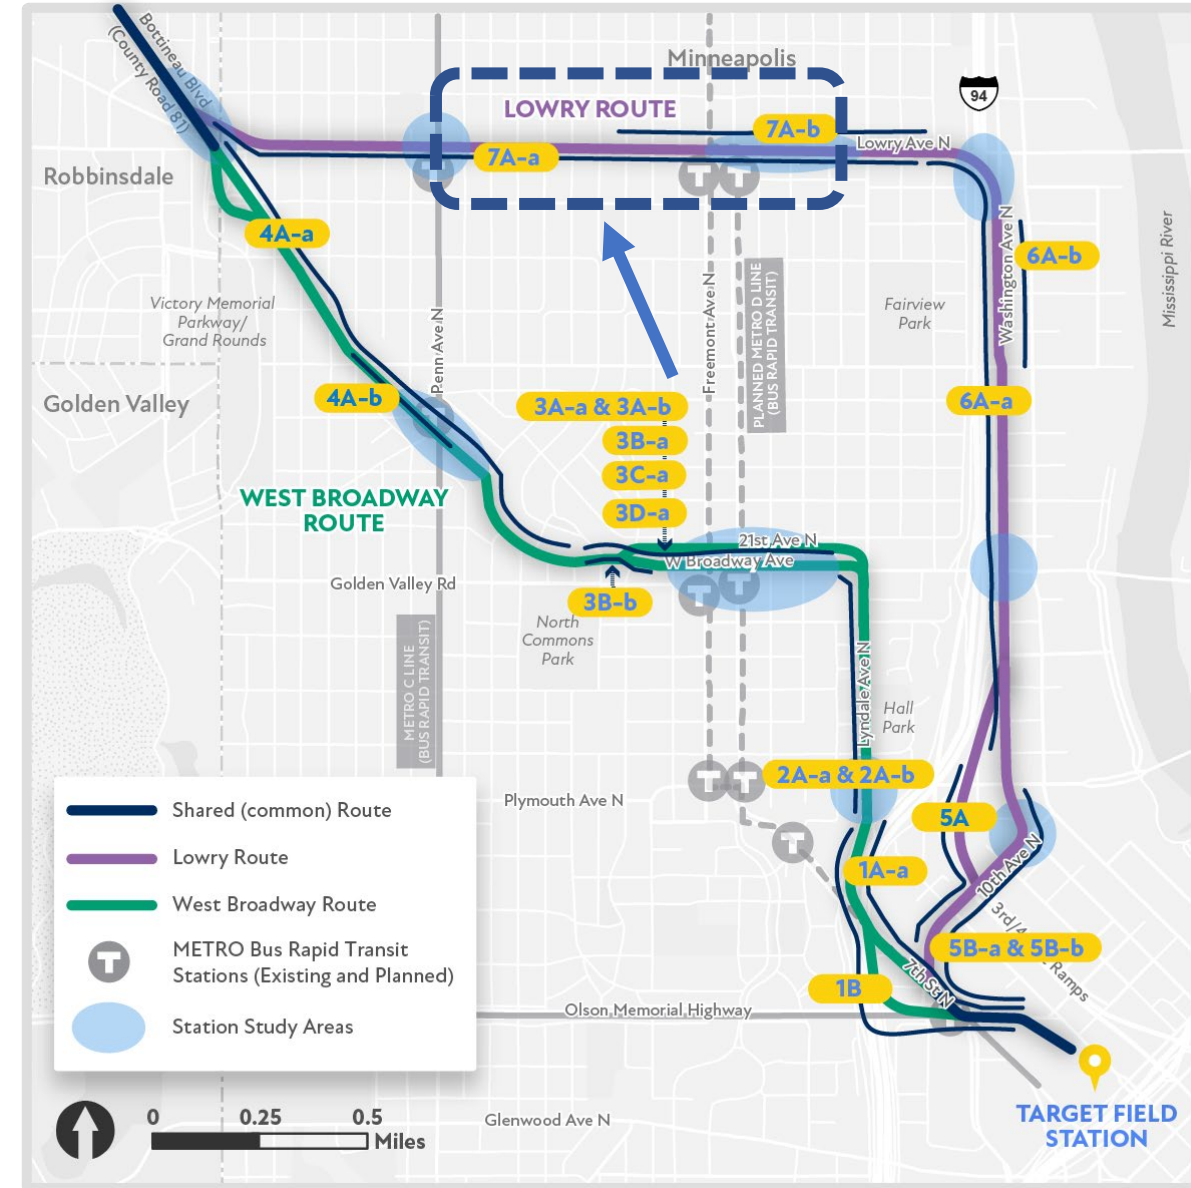 Bottineau Blvd
(County Road 81)
Minneapolis
LOWRY ROUTE
94
7A-b
Lowry Ave N
7A-a
Robbinsdale
4A-a
6A-b
Washington Ave N
Mississippi River
Victory Memorial
Parkway/
Grand Rounds
Fairview
Park
Penn Ave N
Freemont Ave N
PLANNED METRO D LINE
(BUS RAPID TRANSIT)
Golden Valley
4A-b
3A-a & 3A-b
6A-a
3B-a
3C-a
3D-a
WEST BROADWAY
ROUTE
21st Ave N
W Broadway Ave
Golden Valley Rd
3B-b
North
Commons
Park
METRO C LINE
(BUS RAPID TRANSIT)
Lyndale Ave N
Hall
Park
T
T
2A-a & 2A-b
Plymouth Ave N
5A
T
1A-a
10th Ave N
3rd/4
Ramps
5B-a & 5B-b
7th St N
1B
Olson Memorial Highway
Shared (common) Route
Lowry Route
West Broadway Route
T
METRO Bus Rapid Transit
Stations (Existing and Planned)
Station Study Areas
0 0.25 0.5
Miles
Glenwood Ave N
TARGET FIELD
STATION